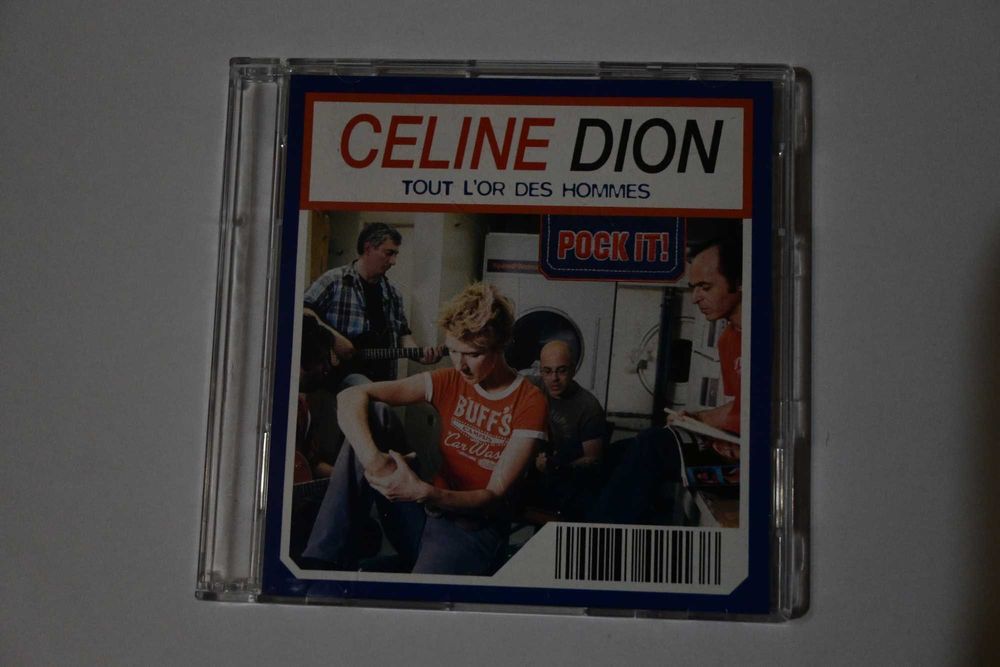 CELINE DION
TOUT L'OR DES HOMMES
POCK iT!
BUFF'S
Car Wash